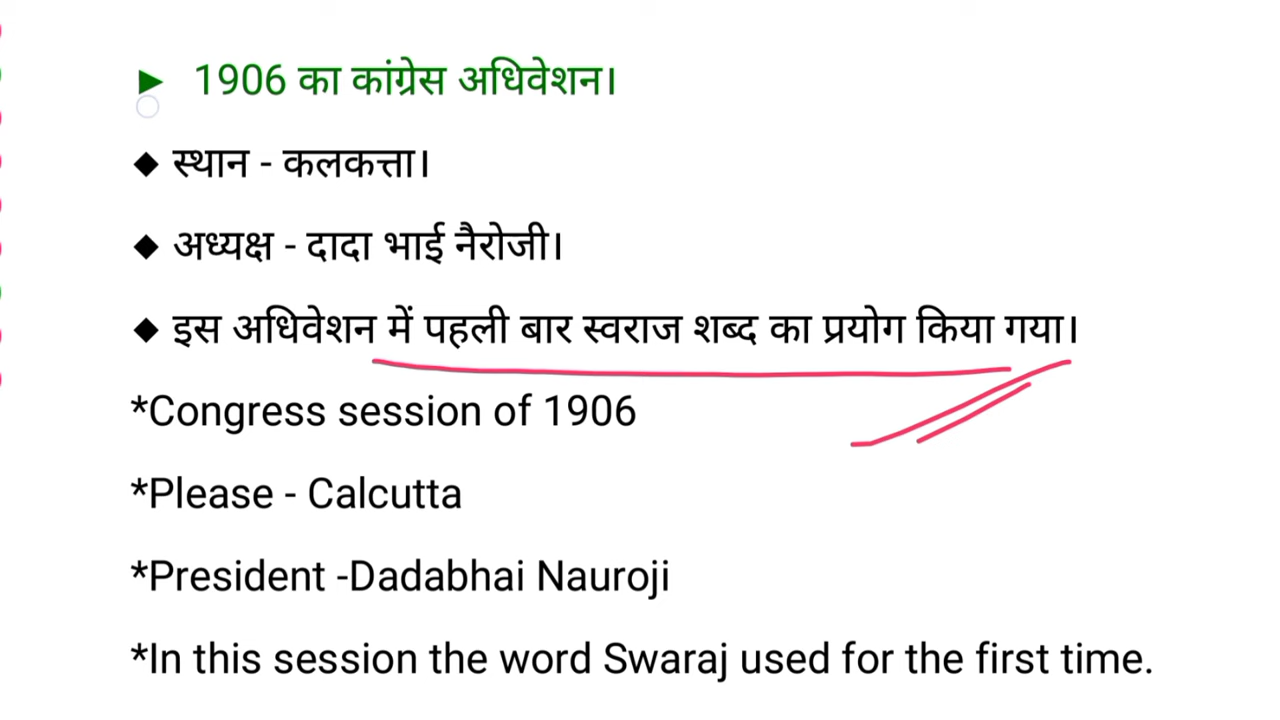 ► 1906 का कांग्रेस अधिवेशन।
◆ स्थान - कलकत्ता।
◆ अध्यक्ष - दादा भाई नैरोजी।
◆ इस अधिवेशन में पहली बार स्वराज शब्द का प्रयोग किया गया।
*Congress session of 1906
*Please - Calcutta
*President -Dadabhai Nauroji
*In this session the word Swaraj used for the first time.